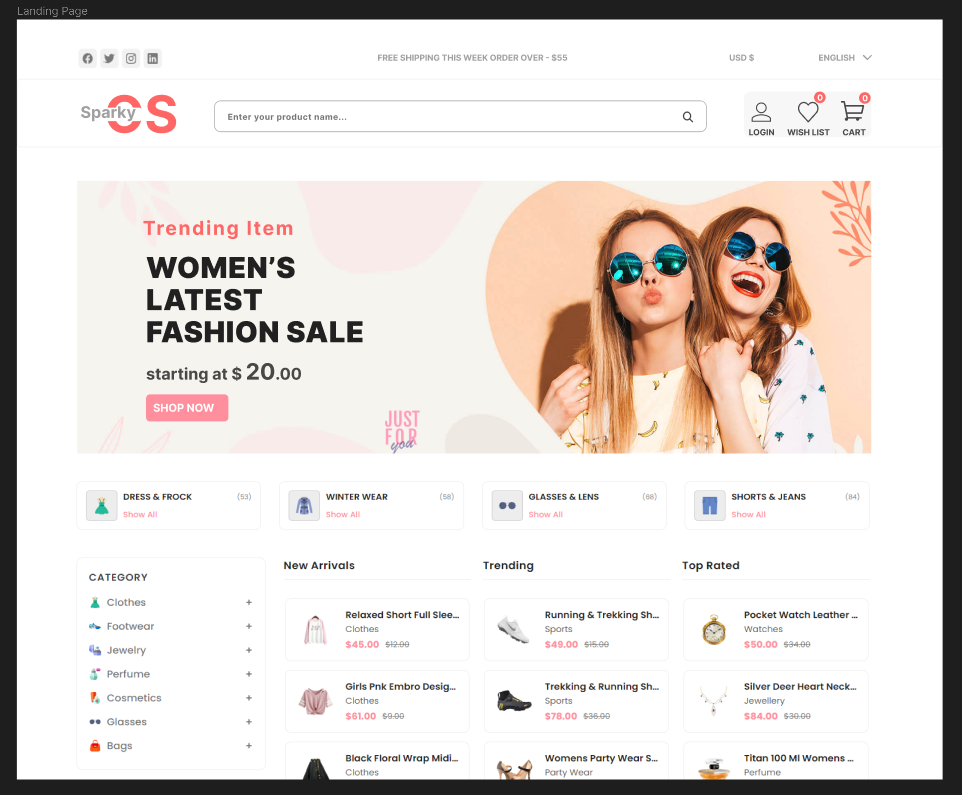 Landing Page
FREE SHIPPING THIS WEEK ORDER OVER - $55
USD $
ENGLISH
Sparky
OS
Enter your product name...
0
0
LOGIN
WISH LIST
CART
Trending Item
WOMEN’S
LATEST
FASHION SALE
starting at $ 20.00
SHOP NOW
JUST
FOR
you
DRESS & FROCK
(53)
Show All
WINTER WEAR
(58)
Show All
GLASSES & LENS
(68)
Show All
SHORTS & JEANS
(84)
Show All
CATEGORY
Clothes +
Footwear +
Jewelry +
Perfume +
Cosmetics +
Glasses +
Bags +
New Arrivals
Relaxed Short Full Slee...
Clothes
$45.00 $12.00
Girls Pnk Embro Desig...
Clothes
$61.00 $9.00
Black Floral Wrap Midi...
Clothes
Trending
Running & Trekking Sh...
Sports
$49.00 $15.00
Trekking & Running Sh...
Sports
$78.00 $36.00
Womens Party Wear S...
Party Wear
Top Rated
Pocket Watch Leather ...
Watches
$50.00 $34.00
Silver Deer Heart Neck...
Jewellery
$84.00 $30.00
Titan 100 Ml Womens ...
Perfume